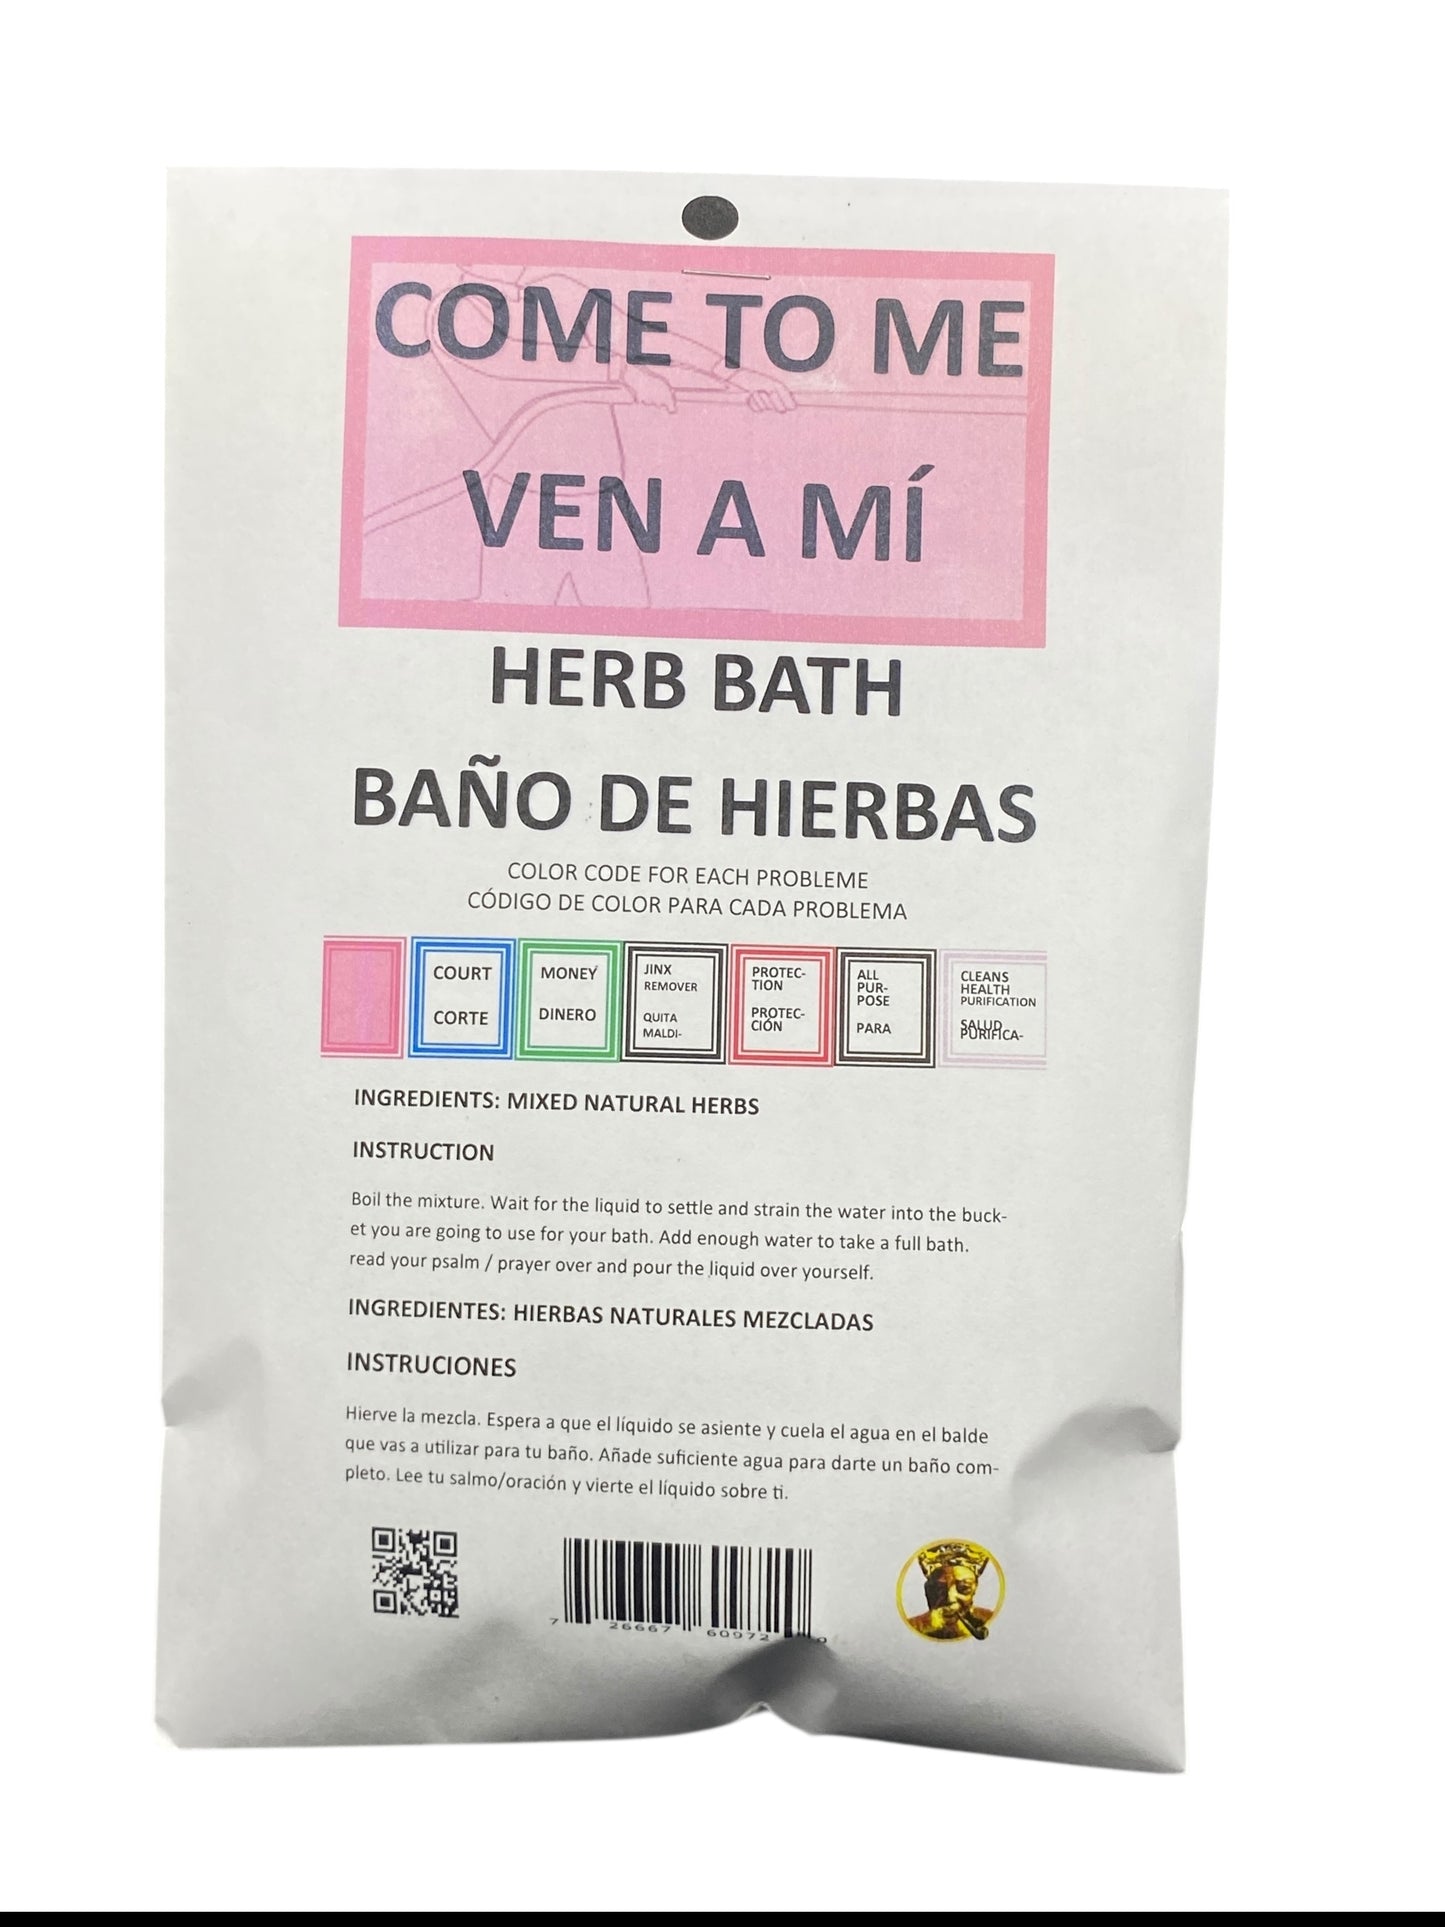 COME TO ME
VEN A MÍ
HERB BATH
BAÑO DE HIERBAS
COLOR CODE FOR EACH PROBLEME
CÓDIGO DE COLOR PARA CADA PROBLEMA
COURT
CORTE
MONEY
DINERO
JINX
REMOVER
QUITA
MALDI-
PROTEC-
TION
PROTEC-
CIÓN
ALL
PUR-
POSE
PARA
CLEANS
HEALTH
PURIFICATION
SALUD
PURIFICA-
INGREDIENTS: MIXED NATURAL HERBS
INSTRUCTION
Boil the mixture. Wait for the liquid to settle and strain the water into the buck-
et you are going to use for your bath. Add enough water to take a full bath.
read your psalm / prayer over and pour the liquid over yourself.
INGREDIENTES: HIERBAS NATURALES MEZCLADAS
INSTRUCIONES
Hierve la mezcla. Espera a que el líquido se asiente y cuela el agua en el balde
que vas a utilizar para tu baño. Añade suficiente agua para darte un baño com-
pleto. Lee tu salmo/oración y vierte el líquido sobre ti.
7 26667 60972 0